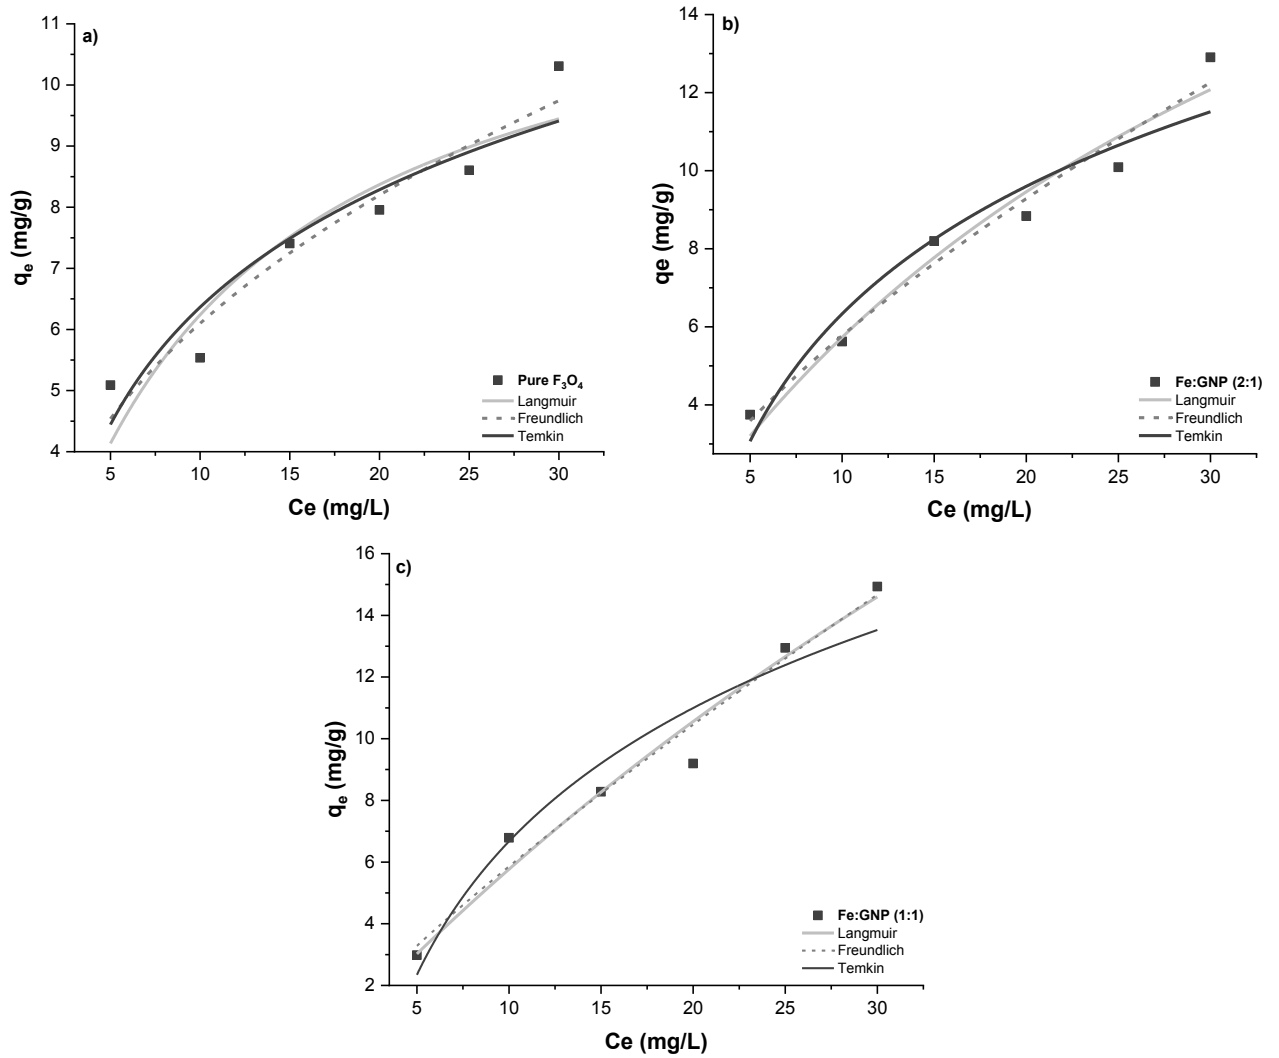 a)
11
10
9
8
7
6
5
4
qₑ (mg/g)
5 10 15 20 25 30
Ce (mg/L)
Pure F₃O₄
Langmuir
Freundlich
Temkin
b)
14
12
10
8
6
4
qe (mg/g)
5 10 15 20 25 30
Ce (mg/L)
Fe:GNP (2:1)
Langmuir
Freundlich
Temkin
c)
16
14
12
10
8
6
4
2
qₑ (mg/g)
5 10 15 20 25 30
Ce (mg/L)
Fe:GNP (1:1)
Langmuir
Freundlich
Temkin